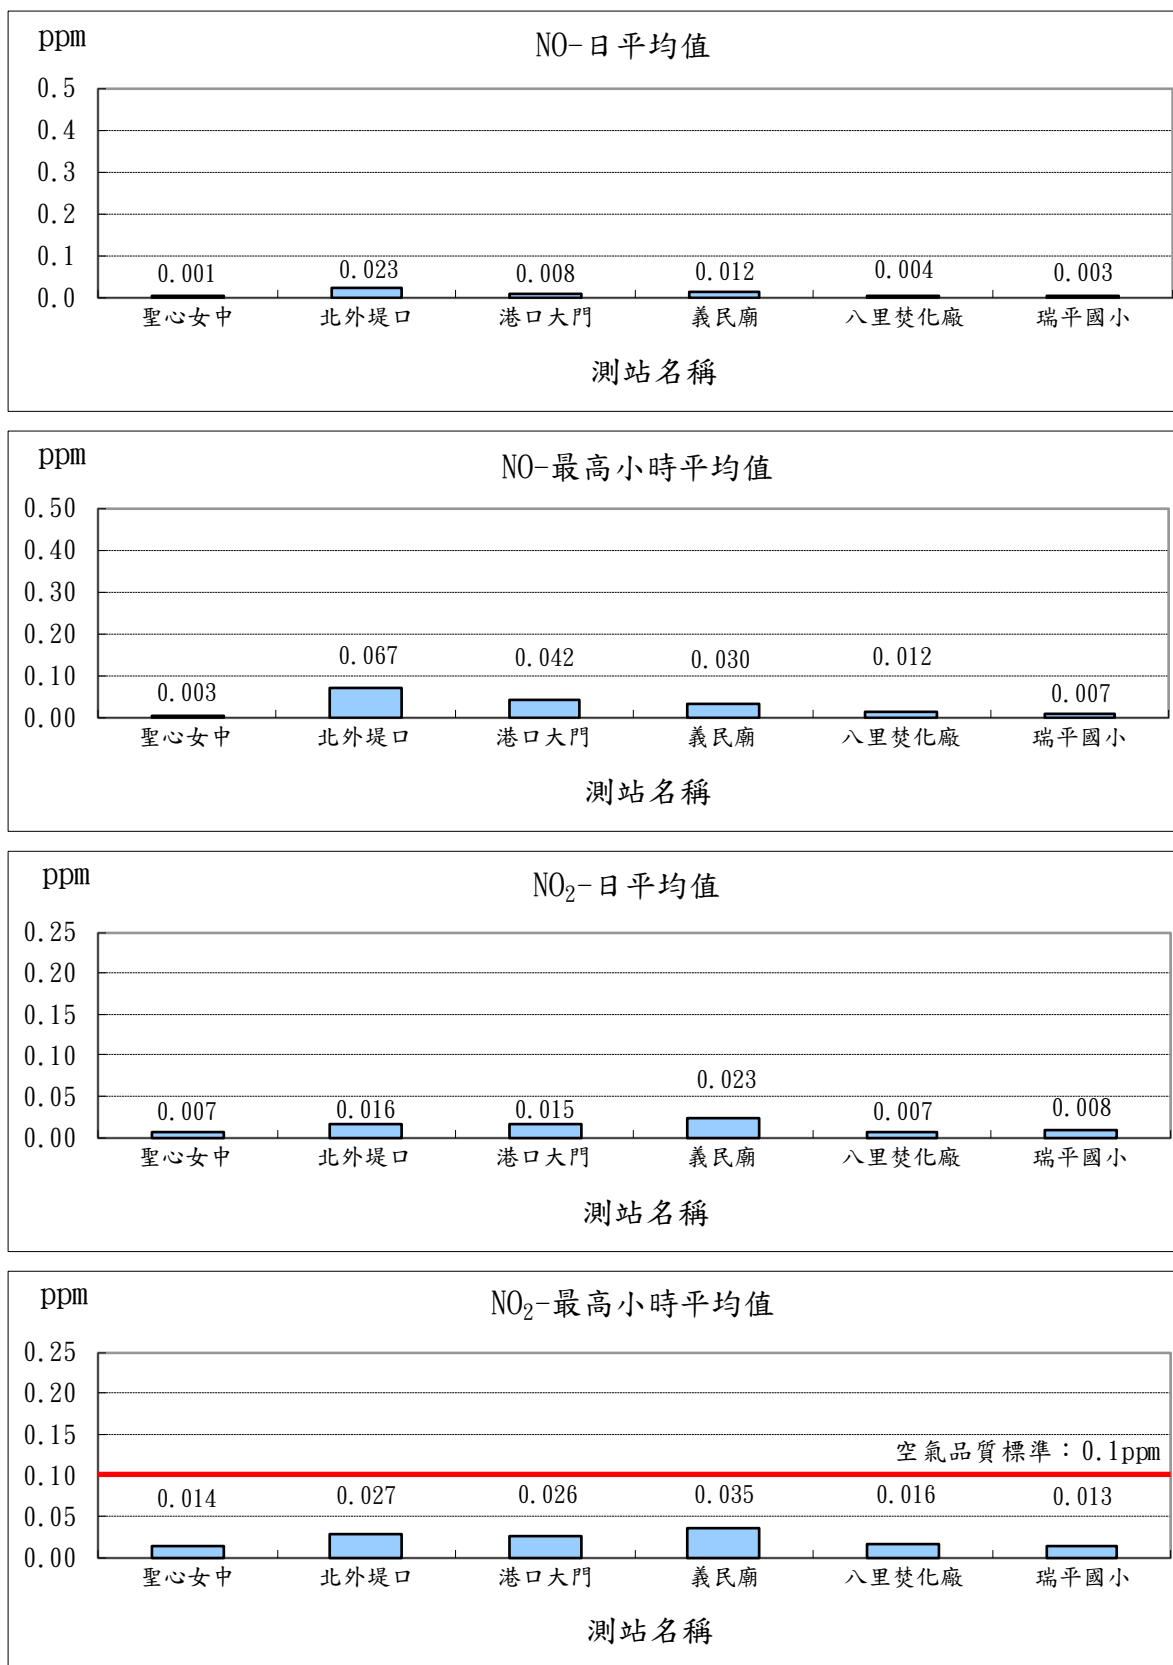 ppm
NO-日平均值
0.5
0.4
0.3
0.2
0.1
0.0
0.001 0.023 0.008 0.012 0.004 0.003
聖心女中 北外堤口 港口大門 義民廟 八里焚化廠 瑞平國小
測站名稱
ppm
NO-最高小時平均值
0.50
0.40
0.30
0.20
0.10
0.00
0.003 0.067 0.042 0.030 0.012 0.007
聖心女中 北外堤口 港口大門 義民廟 八里焚化廠 瑞平國小
測站名稱
ppm
NO₂-日平均值
0.25
0.20
0.15
0.10
0.05
0.00
0.007 0.016 0.015 0.023 0.007 0.008
聖心女中 北外堤口 港口大門 義民廟 八里焚化廠 瑞平國小
測站名稱
ppm
NO₂-最高小時平均值
0.25
0.20
0.15
0.10
0.05
0.00
空氣品質標準：0.1ppm
0.014 0.027 0.026 0.035 0.016 0.013
聖心女中 北外堤口 港口大門 義民廟 八里焚化廠 瑞平國小
測站名稱